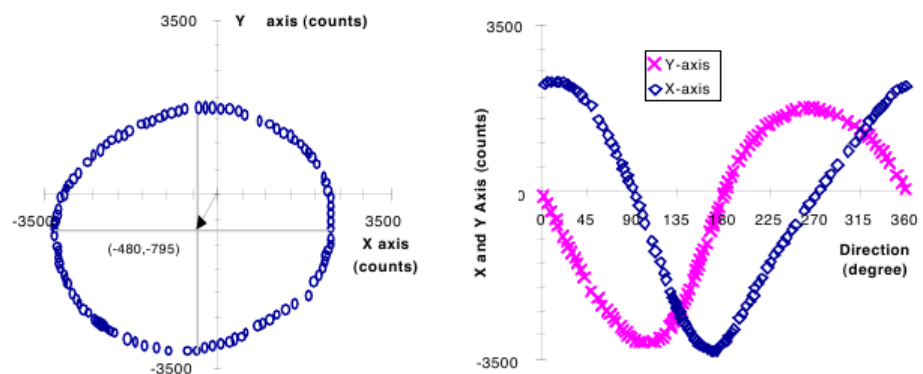 3500 Y axis (counts)
-3500
3500
(-480,-795)
X axis
(counts)
-3500
3500
Y-axis
X-axis
X and Y Axis (counts)
0
0 45 90 135 180 225 270 315 360
Direction
(degree)
-3500